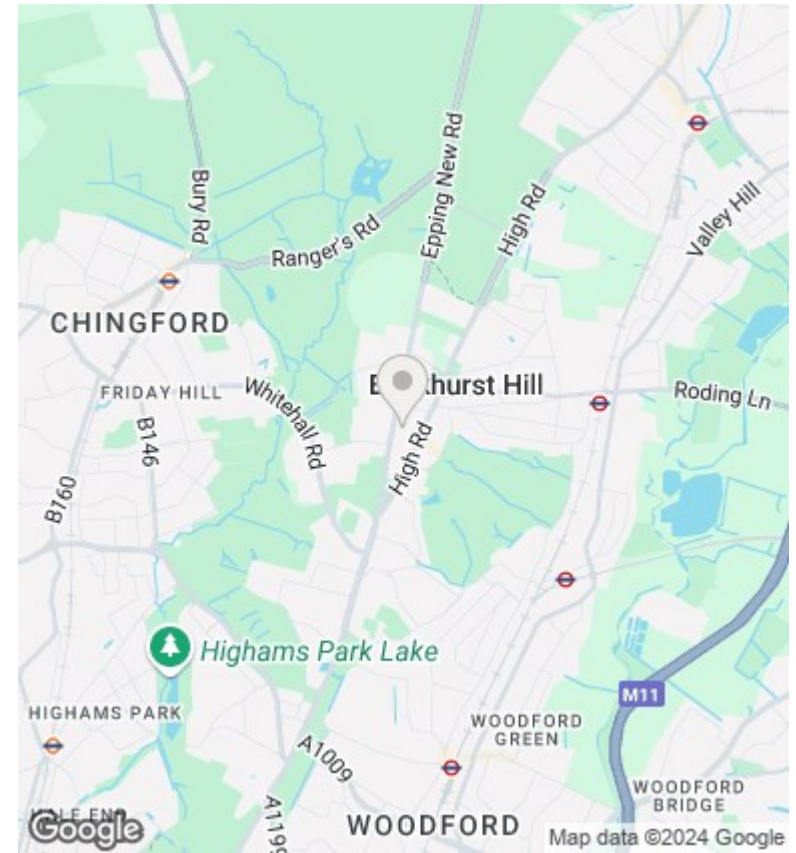 Bury Rd
Epping New Rd
High Rd
Ranger's Rd
Valley Hill
CHINGFORD
FRIDAY HILL
Whitehall Rd
khurst Hill
Roding Ln
B146
High Rd
B160
Highams Park Lake
M11
HIGHAMS PARK
WOODFORD
GREEN
A1009
WOODFORD
BRIDGE
A1199
WOODFORD
Google
Map data ©2024 Google